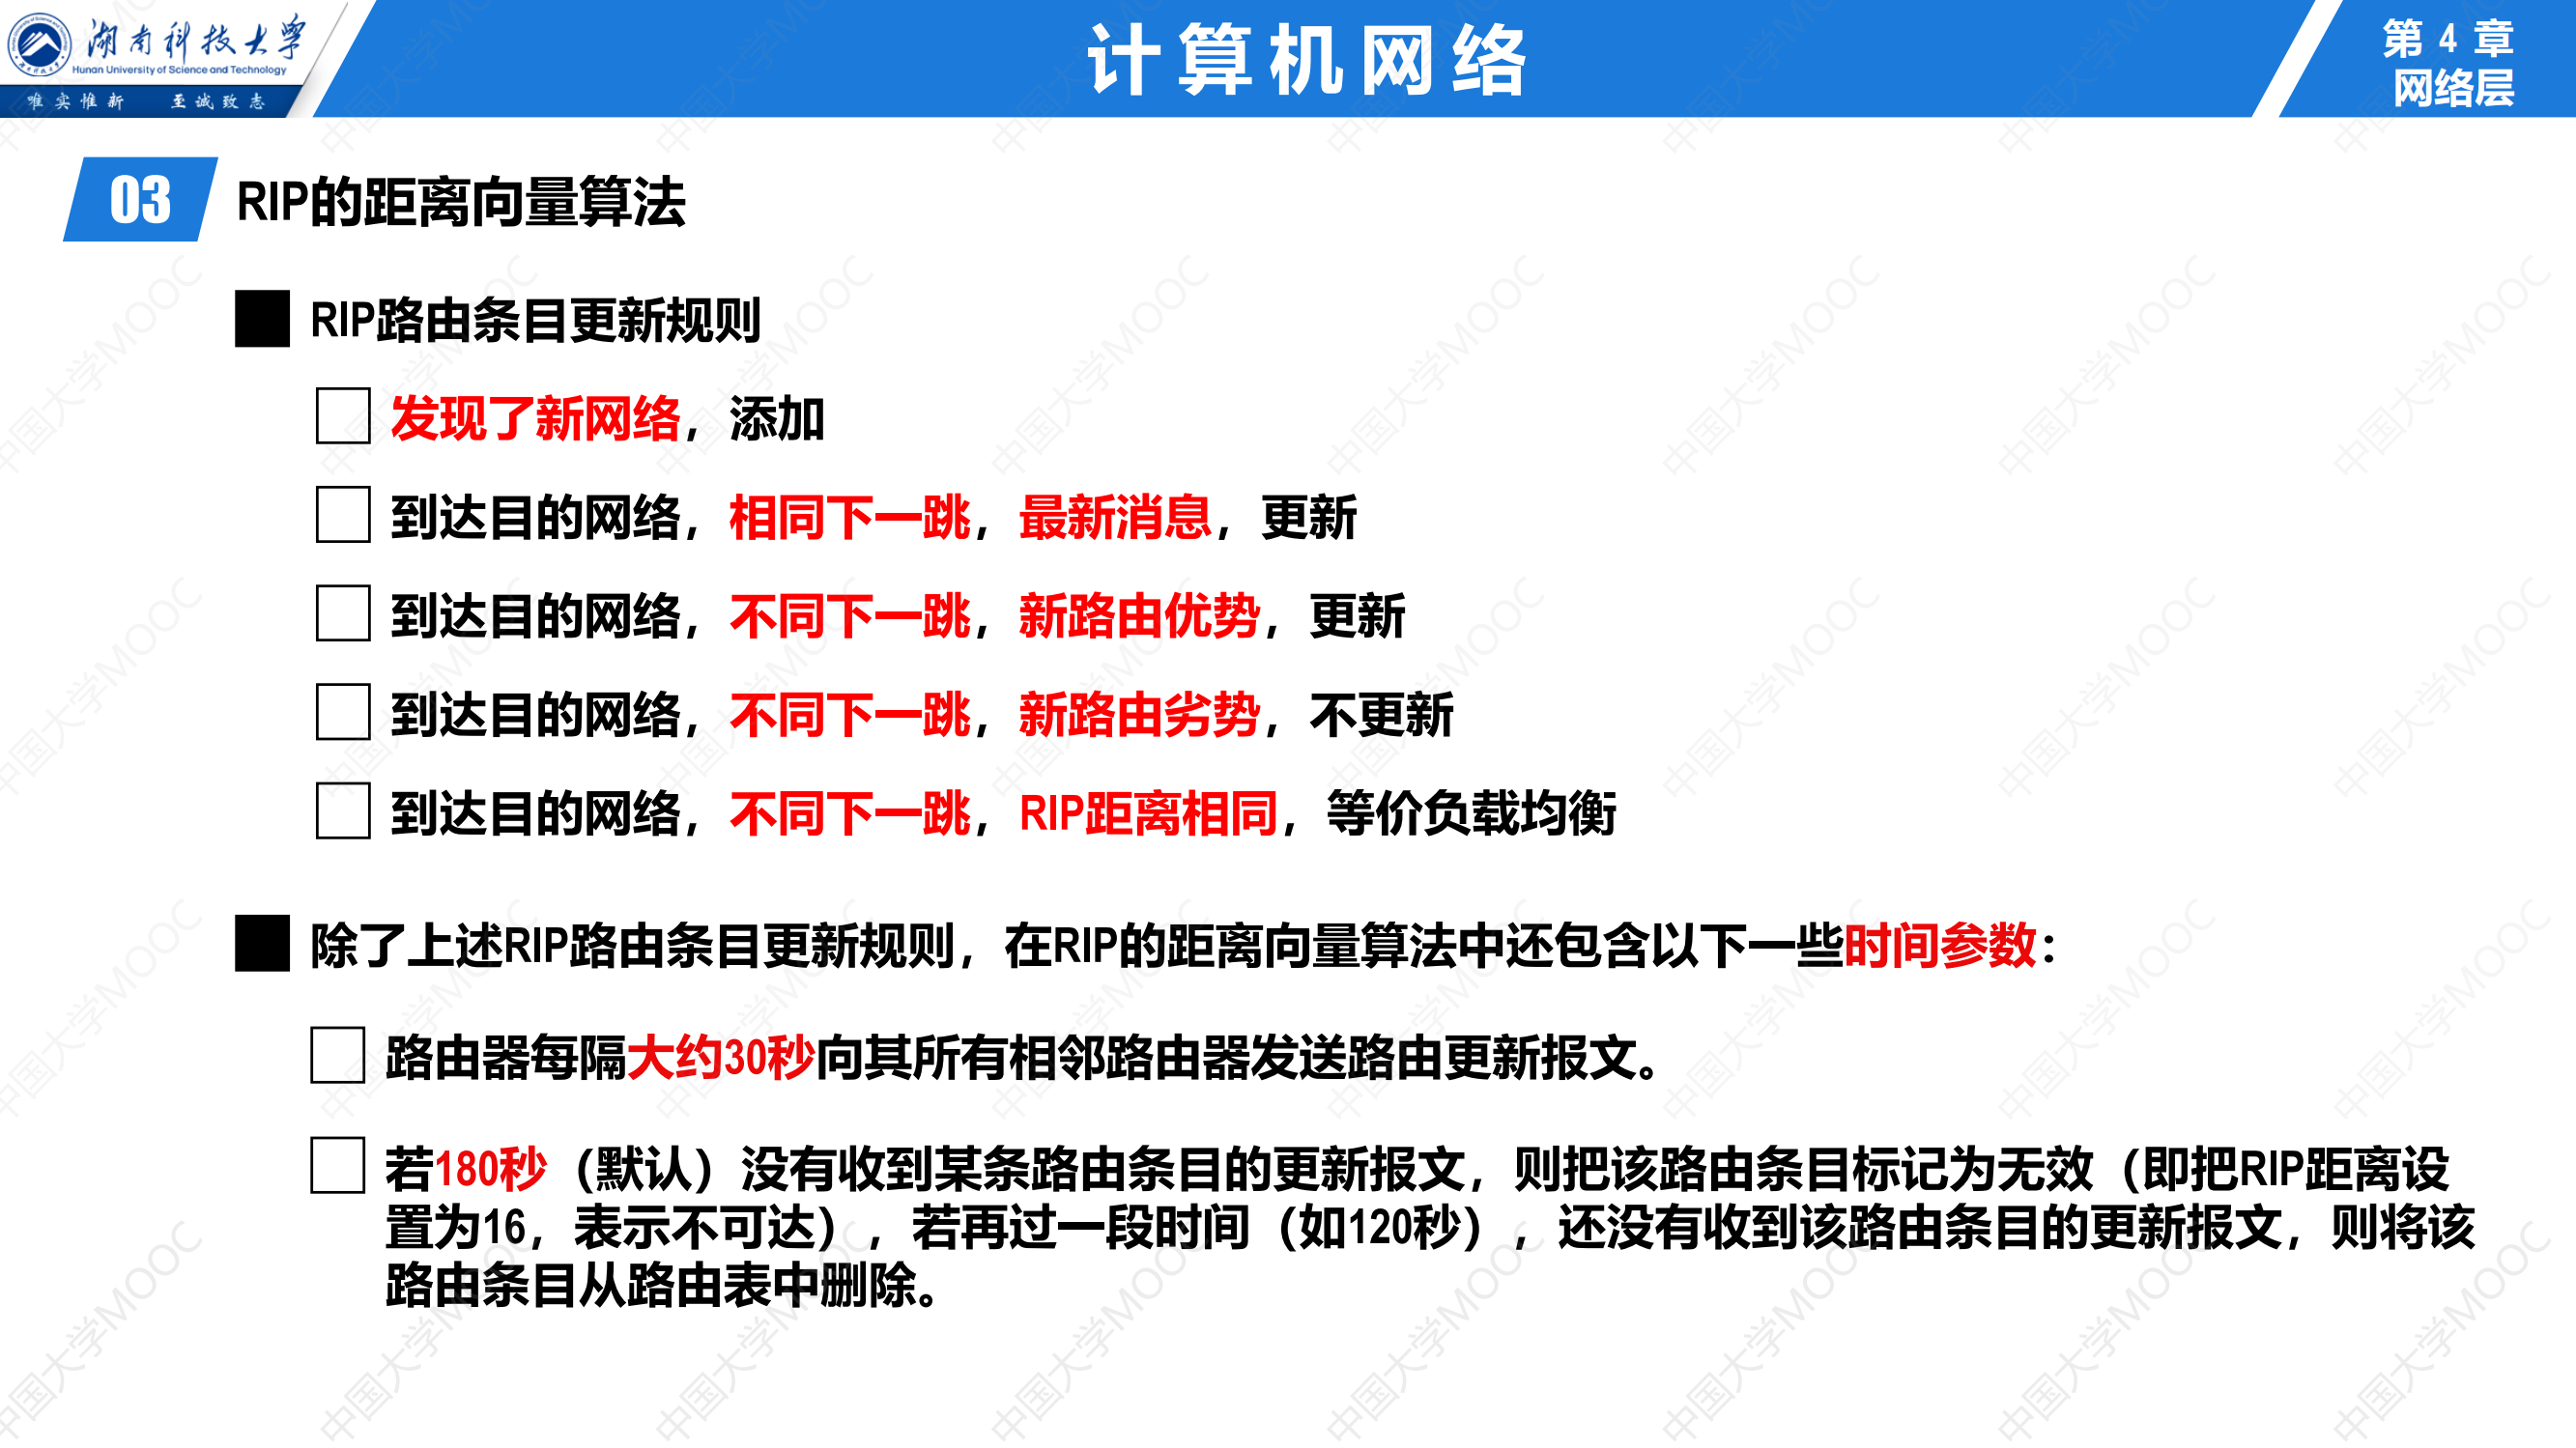 湖南科技大学
Hunan University of Science and Technology
唯实惟新 至诚致志
计算机网络
第 4 章
网络层
03 RIP的距离向量算法
RIP路由条目更新规则
发现了新网络，添加
到达目的网络，相同下一跳，最新消息，更新
到达目的网络，不同下一跳，新路由优势，更新
到达目的网络，不同下一跳，新路由劣势，不更新
到达目的网络，不同下一跳，RIP距离相同，等价负载均衡
除了上述RIP路由条目更新规则，在RIP的距离向量算法中还包含以下一些时间参数：
路由器每隔大约30秒向其所有相邻路由器发送路由更新报文。
若180秒（默认）没有收到某条路由条目的更新报文，则把该路由条目标记为无效（即把RIP距离设
置为16，表示不可达），若再过一段时间（如120秒），还没有收到该路由条目的更新报文，则将该
路由条目从路由表中删除。
中国大学MOOC